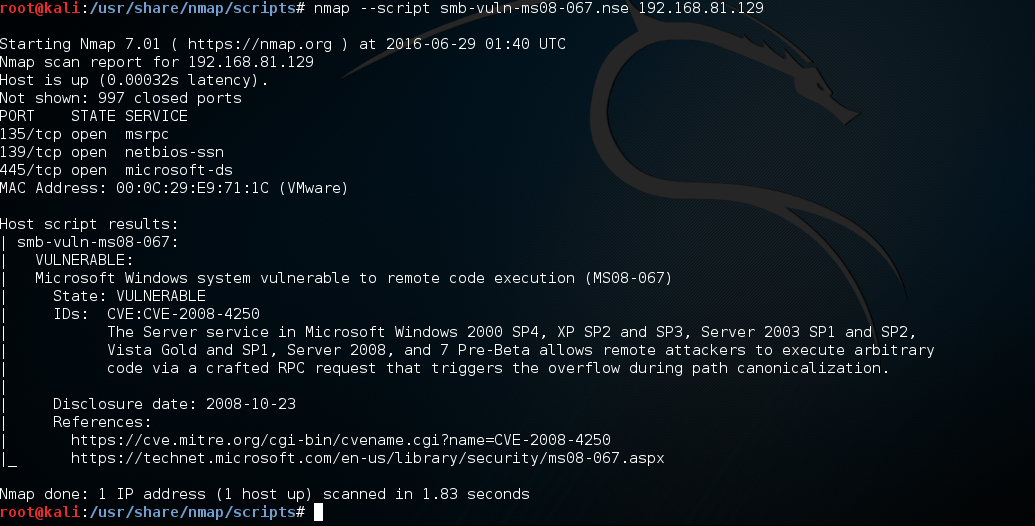 root@kali:/usr/share/nmap/scripts# nmap --script smb-vuln-ms08-067.nse 192.168.81.129
Starting Nmap 7.01 ( https://nmap.org ) at 2016-06-29 01:40 UTC
Nmap scan report for 192.168.81.129
Host is up (0.00032s latency).
Not shown: 997 closed ports
PORT    STATE SERVICE
135/tcp open  msrpc
139/tcp open  netbios-ssn
445/tcp open  microsoft-ds
MAC Address: 00:0C:29:E9:71:1C (VMware)
Host script results:
| smb-vuln-ms08-067:
|   VULNERABLE:
|   Microsoft Windows system vulnerable to remote code execution (MS08-067)
|     State: VULNERABLE
|     IDs:  CVE:CVE-2008-4250
|           The Server service in Microsoft Windows 2000 SP4, XP SP2 and SP3, Server 2003 SP1 and SP2,
|           Vista Gold and SP1, Server 2008, and 7 Pre-Beta allows remote attackers to execute arbitrary
|           code via a crafted RPC request that triggers the overflow during path canonicalization.
|
|     Disclosure date: 2008-10-23
|     References:
|       https://cve.mitre.org/cgi-bin/cvename.cgi?name=CVE-2008-4250
|_      https://technet.microsoft.com/en-us/library/security/ms08-067.aspx
Nmap done: 1 IP address (1 host up) scanned in 1.83 seconds
root@kali:/usr/share/nmap/scripts#